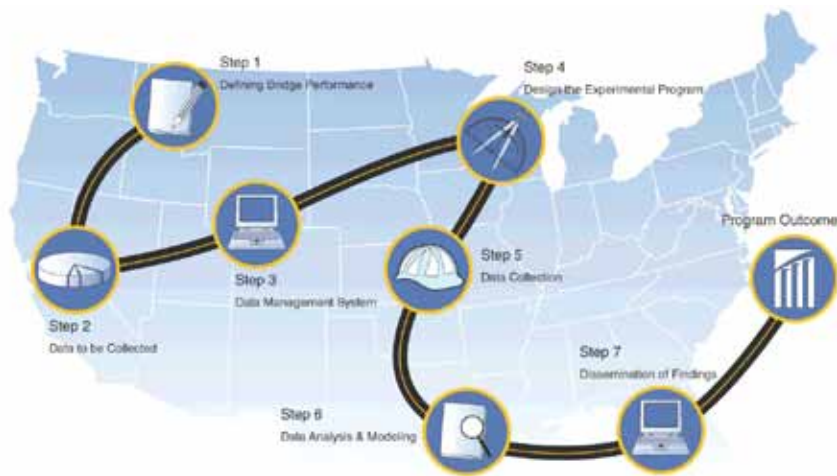 Step 1
Defining Bridge Performance
Step 2
Data to be Collected
Step 3
Data Management System
Step 4
Design the Experimental Program
Step 5
Data Collection
Step 6
Data Analysis & Modeling
Step 7
Dissemination of Findings
Program Outcome